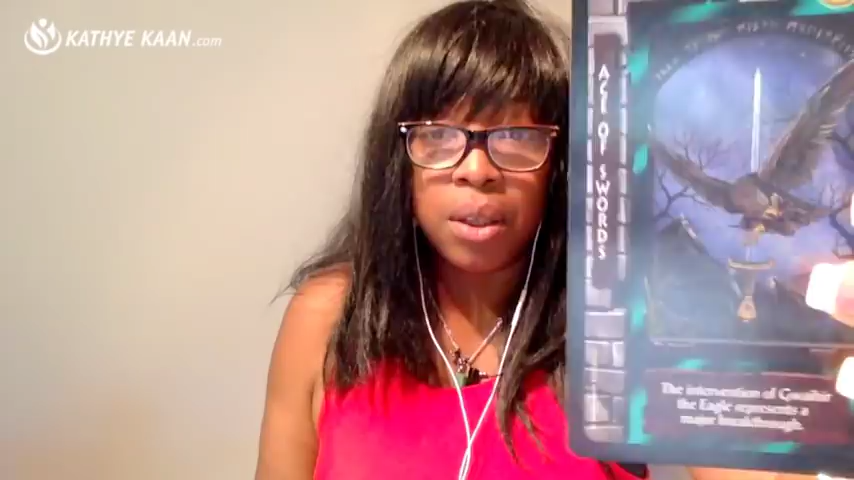 KATHYE KAAN.com
ACE OF SWORDS
The intervention of Gwaihir
the Eagle represents a
major breakthrough.